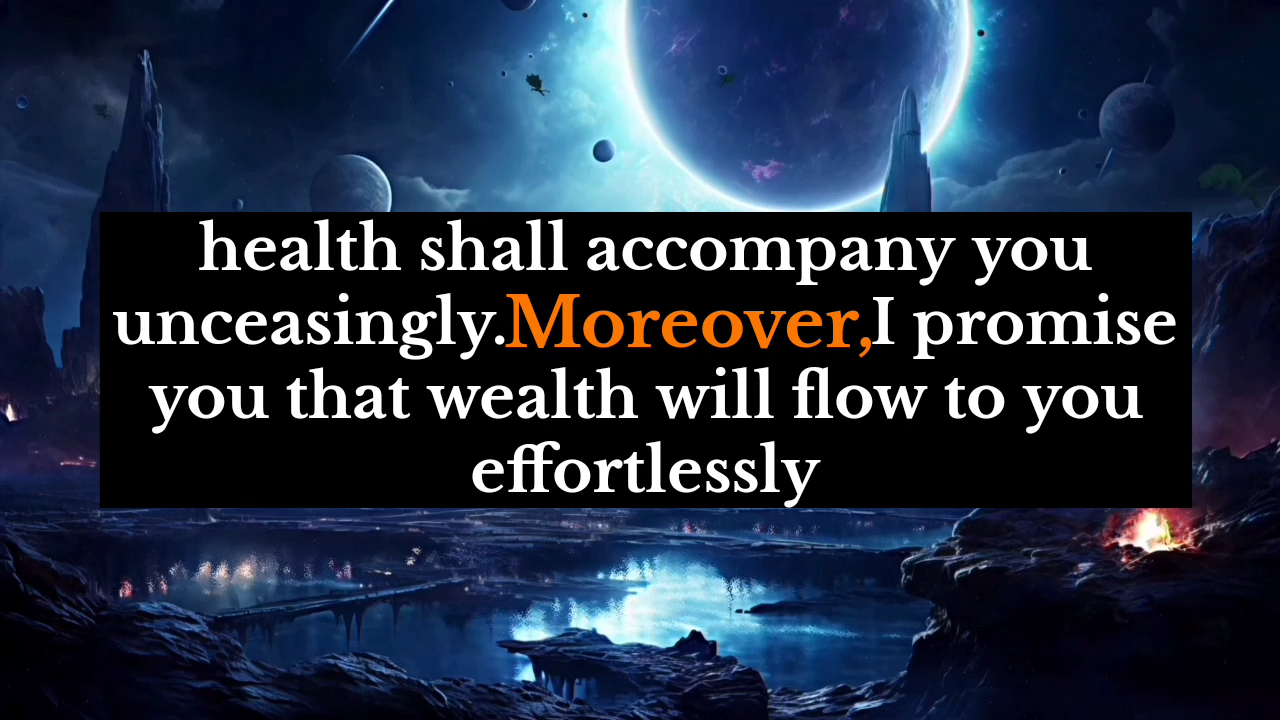 health shall accompany you
unceasingly.Moreover,I promise
you that wealth will flow to you
effortlessly